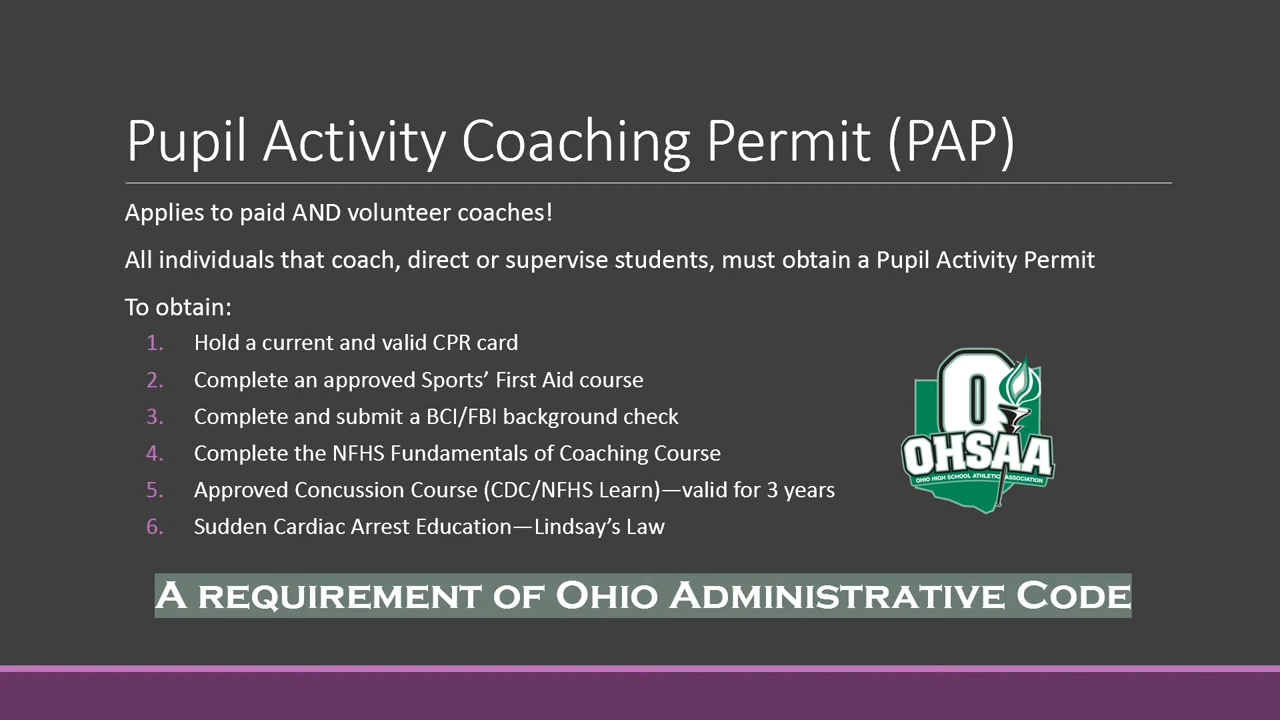 Pupil Activity Coaching Permit (PAP)
Applies to paid AND volunteer coaches!
All individuals that coach, direct or supervise students, must obtain a Pupil Activity Permit
To obtain:
1. Hold a current and valid CPR card
2. Complete an approved Sports’ First Aid course
3. Complete and submit a BCI/FBI background check
4. Complete the NFHS Fundamentals of Coaching Course
5. Approved Concussion Course (CDC/NFHS Learn)—valid for 3 years
6. Sudden Cardiac Arrest Education—Lindsay’s Law
O
OHSAA
OHIO HIGH SCHOOL ATHLETIC ASSOCIATION
A REQUIREMENT OF OHIO ADMINISTRATIVE CODE